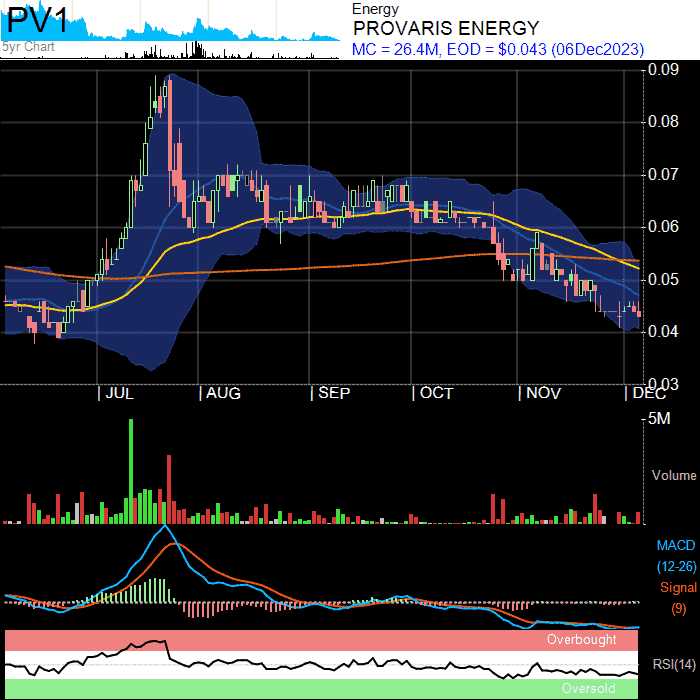 PV1
5yr Chart
Energy
PROVARIS ENERGY
MC = 26.4M, EOD = $0.043 (06Dec2023)
0.09
0.08
0.07
0.06
0.05
0.04
0.03
JUL AUG SEP OCT NOV DEC
5M
Volume
MACD
(12-26)
Signal
(9)
Overbought
RSI(14)
Oversold